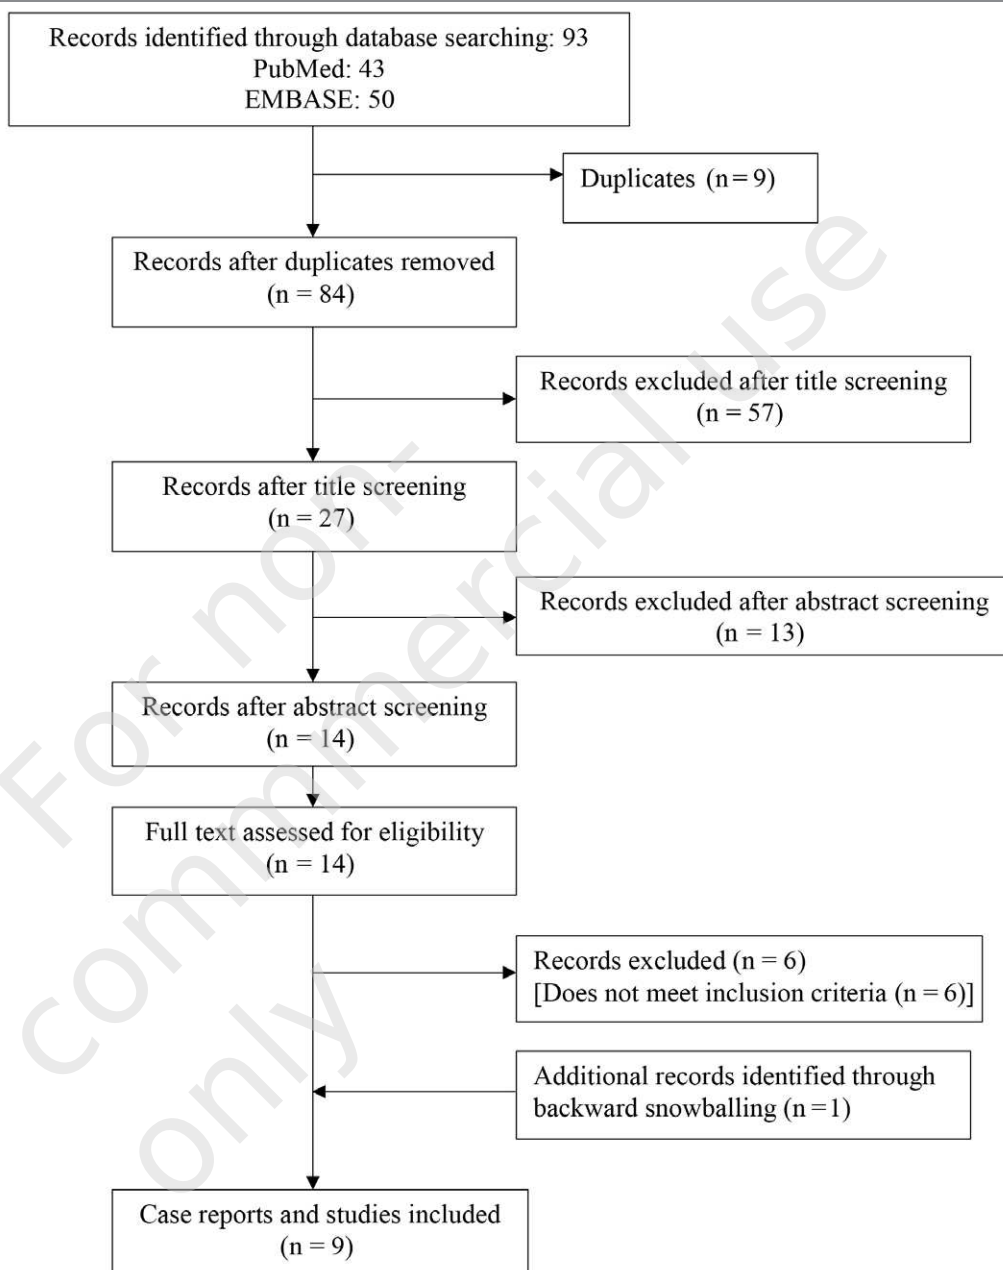 Records identified through database searching: 93
PubMed: 43
EMBASE: 50
Duplicates (n = 9)
Records after duplicates removed
(n = 84)
Records excluded after title screening
(n = 57)
Records after title screening
(n = 27)
Records excluded after abstract screening
(n = 13)
Records after abstract screening
(n = 14)
Full text assessed for eligibility
(n = 14)
Records excluded (n = 6)
[Does not meet inclusion criteria (n = 6)]
Additional records identified through
backward snowballing (n =1)
Case reports and studies included
(n = 9)
For non-
commercial use
only